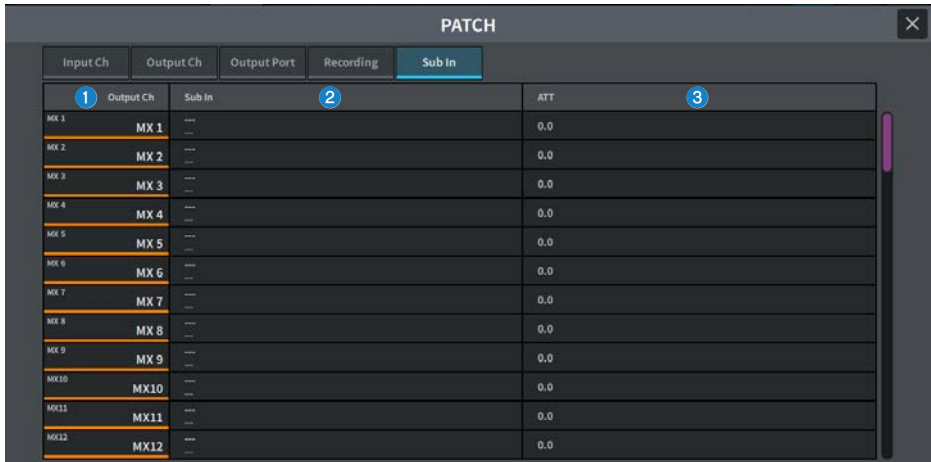 PATCH
Input Ch Output Ch Output Port Recording Sub In
1 Output Ch Sub In 2 ATT 3
MX 1 MX 1 --- --- 0.0
MX 2 MX 2 --- --- 0.0
MX 3 MX 3 --- --- 0.0
MX 4 MX 4 --- --- 0.0
MX 5 MX 5 --- --- 0.0
MX 6 MX 6 --- --- 0.0
MX 7 MX 7 --- --- 0.0
MX 8 MX 8 --- --- 0.0
MX 9 MX 9 --- --- 0.0
MX10 MX10 --- --- 0.0
MX11 MX11 --- --- 0.0
MX12 MX12 --- --- 0.0